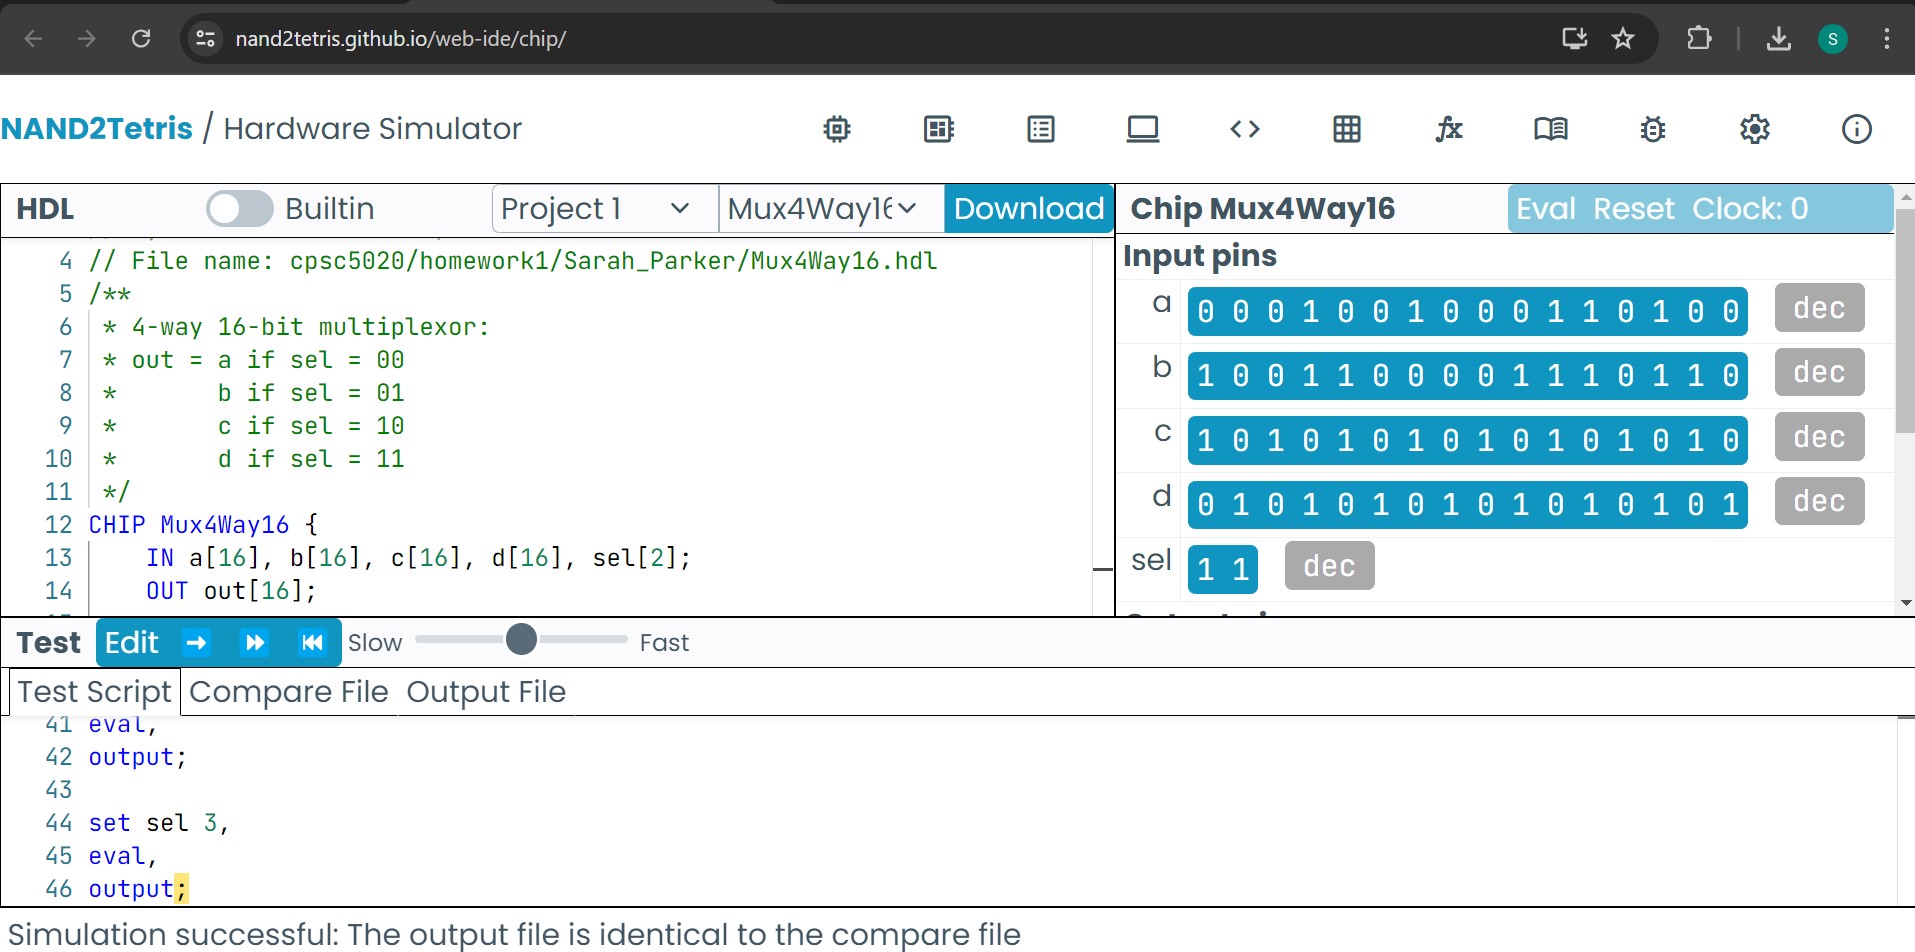 nand2tetris.github.io/web-ide/chip/
S
NAND2Tetris / Hardware Simulator
HDL Builtin Project 1 Mux4Way16 Download
4 // File name: cpsc5020/homework1/Sarah_Parker/Mux4Way16.hdl
5 /**
6 * 4-way 16-bit multiplexor:
7 * out = a if sel = 00
8 * b if sel = 01
9 * c if sel = 10
10 * d if sel = 11
11 */
12 CHIP Mux4Way16 {
13 IN a[16], b[16], c[16], d[16], sel[2];
14 OUT out[16];
Chip Mux4Way16 Eval Reset Clock: 0
Input pins
a 0 0 0 1 0 0 1 0 0 0 1 1 0 1 0 0 dec
b 1 0 0 1 1 0 0 0 0 1 1 1 0 1 1 0 dec
c 1 0 1 0 1 0 1 0 1 0 1 0 1 0 1 0 dec
d 0 1 0 1 0 1 0 1 0 1 0 1 0 1 0 1 dec
sel 1 1 dec
Test Edit Slow Fast
Test Script Compare File Output File
41 eval,
42 output;
43
44 set sel 3,
45 eval,
46 output;
Simulation successful: The output file is identical to the compare file